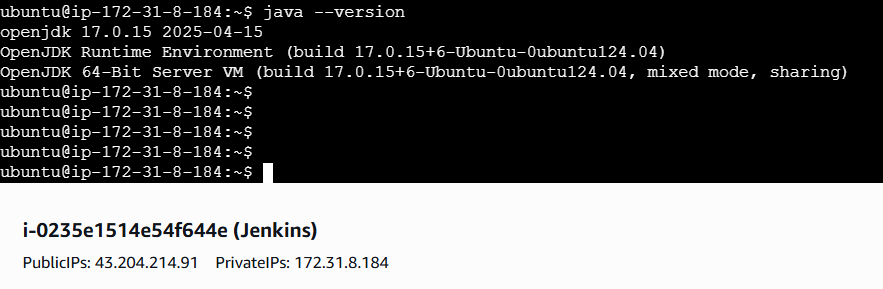 ubuntu@ip-172-31-8-184:~$ java --version
openjdk 17.0.15 2025-04-15
OpenJDK Runtime Environment (build 17.0.15+6-Ubuntu-0ubuntu124.04)
OpenJDK 64-Bit Server VM (build 17.0.15+6-Ubuntu-0ubuntu124.04, mixed mode, sharing)
ubuntu@ip-172-31-8-184:~$
ubuntu@ip-172-31-8-184:~$
ubuntu@ip-172-31-8-184:~$
ubuntu@ip-172-31-8-184:~$
ubuntu@ip-172-31-8-184:~$
i-0235e1514e54f644e (Jenkins)
PublicIPs: 43.204.214.91 PrivateIPs: 172.31.8.184